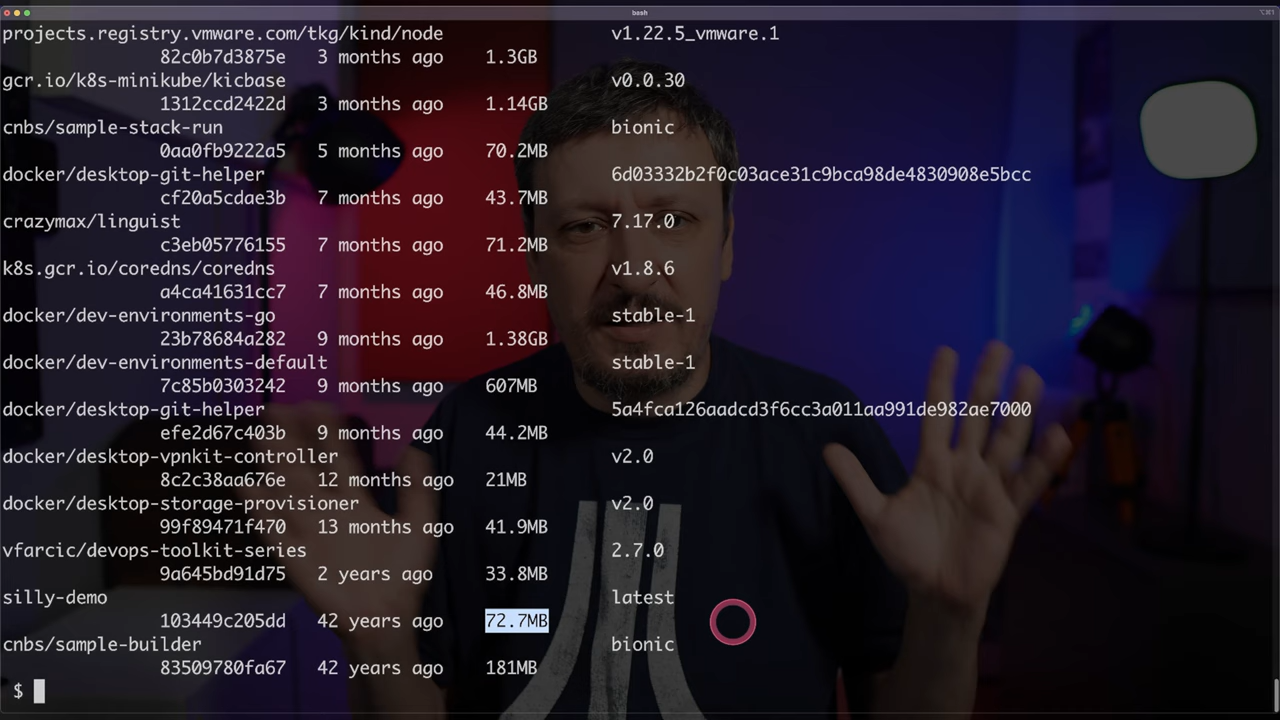 bash
projects.registry.vmware.com/tkg/kind/node v1.22.5_vmware.1
82c0b7d3875e 3 months ago 1.3GB
gcr.io/k8s-minikube/kicbase v0.0.30
1312ccd2422d 3 months ago 1.14GB
cnbs/sample-stack-run bionic
0aa0fb9222a5 5 months ago 70.2MB
docker/desktop-git-helper 6d03332b2f0c03ace31c9bca98de4830908e5bcc
cf20a5cdae3b 7 months ago 43.7MB
crazymax/linguist 7.17.0
c3eb05776155 7 months ago 71.2MB
k8s.gcr.io/coredns/coredns v1.8.6
a4ca41631cc7 7 months ago 46.8MB
docker/dev-environments-go stable-1
23b78684a282 9 months ago 1.38GB
docker/dev-environments-default stable-1
7c85b0303242 9 months ago 607MB
docker/desktop-git-helper 5a4fca126aadcd3f6cc3a011aa991de982ae7000
efe2d67c403b 9 months ago 44.2MB
docker/desktop-vpnkit-controller v2.0
8c2c38aa676e 12 months ago 21MB
docker/desktop-storage-provisioner v2.0
99f89471f470 13 months ago 41.9MB
vfarcic/devops-toolkit-series 2.7.0
9a645bd91d75 2 years ago 33.8MB
silly-demo latest
103449c205dd 42 years ago 72.7MB
cnbs/sample-builder bionic
83509780fa67 42 years ago 181MB
$